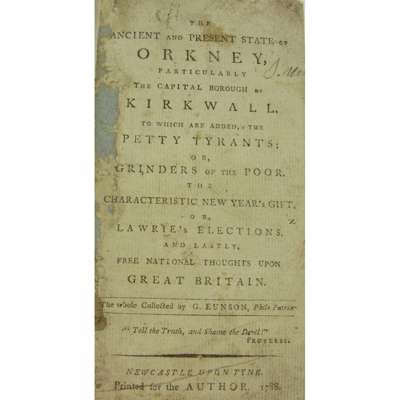 THE
ANCIENT AND PRESENT STATE OF
ORKNEY,
PARTICULARLY
THE CAPITAL BOROUGH OF
KIRKWALL,
TO WHICH ARE ADDED, THE
PETTY TYRANTS;
OR,
GRINDERS OF THE POOR.
THE
CHARACTERISTIC NEW YEAR'S GIFT,
OR,
LAWRIE'S ELECTIONS.
AND LASTLY,
FREE NATIONAL THOUGHTS UPON
GREAT BRITAIN.
The whole Collected by G. EUNSON, Philo Patriae
"Tell the Truth, and Shame the Devil!"
PROVERBS.
NEWCASTLE UPON TYNE.
Printed for the AUTHOR. 1788.